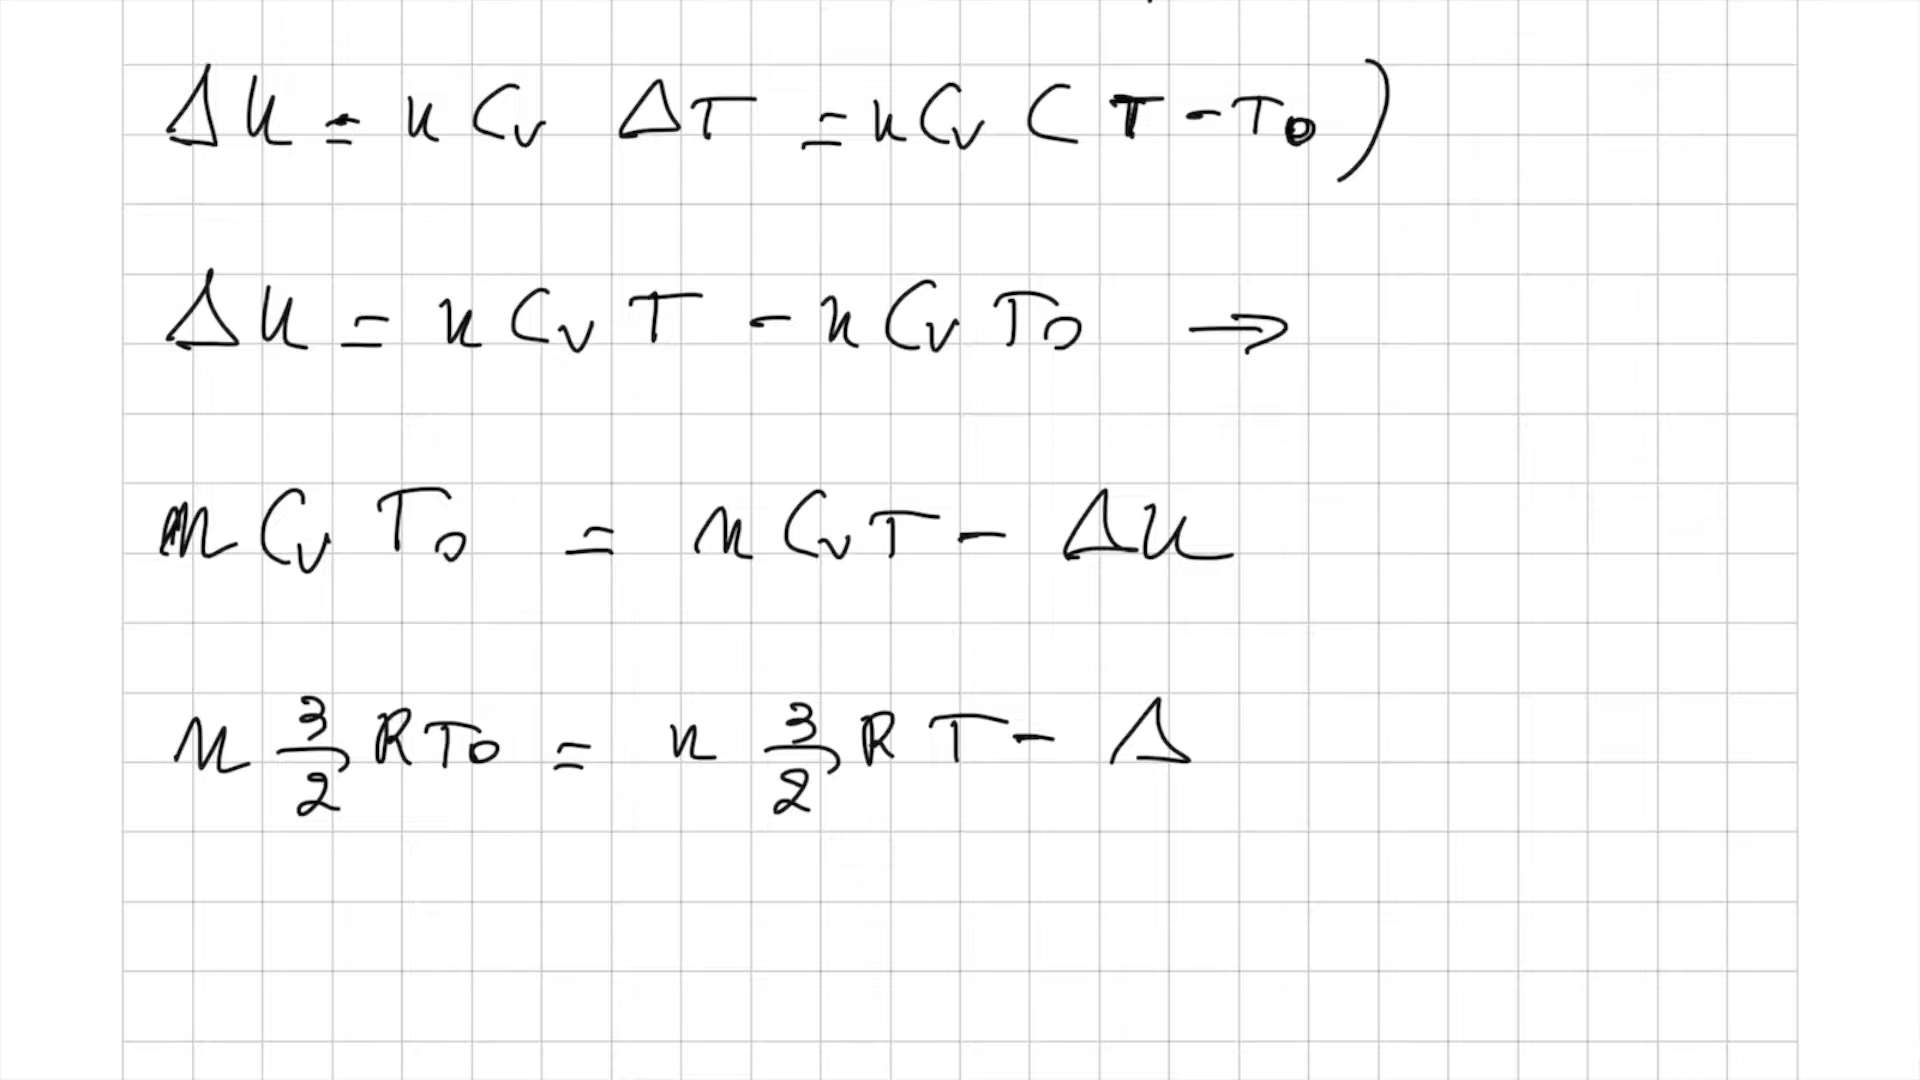 ΔU = n Cv ΔT = n Cv (T - T0)
ΔU = n Cv T - n Cv T0 ⇒
n Cv T0 = n Cv T - ΔU
n 3/2 R T0 = n 3/2 R T - Δ